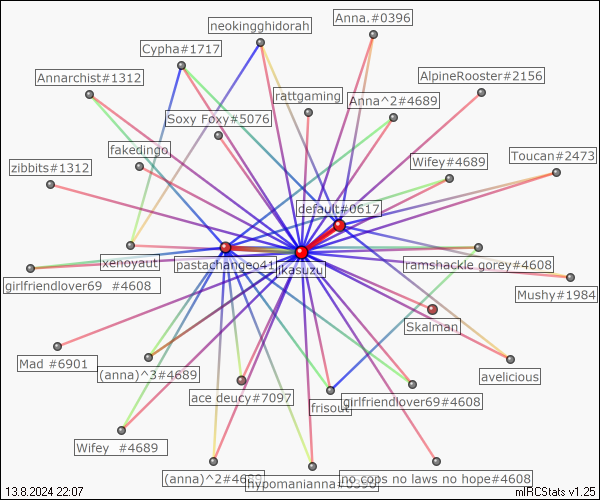 neokingghidorah
Anna.#0396
Cypha#1717
Annarchist#1312
AlpineRooster#2156
rattgaming
Anna^2#4689
Soxy Foxy#5076
fakedingo
Toucan#2473
zibbits#1312
Wifey#4689
default#0617
xenoyaut
pastachangeo41
jkasuzu
ramshackle gorey#4608
girlfriendlover69 #4608
Mushy#1984
Skalman
Mad #6901
(anna)^3#4689
avelicious
ace deucy#7097
frisout
girlfriendlover69#4608
Wifey #4689
(anna)^2#4689
hypomanianna#0396
no cops no laws no hope#4608
13.8.2024 22:07
mIRCStats v1.25